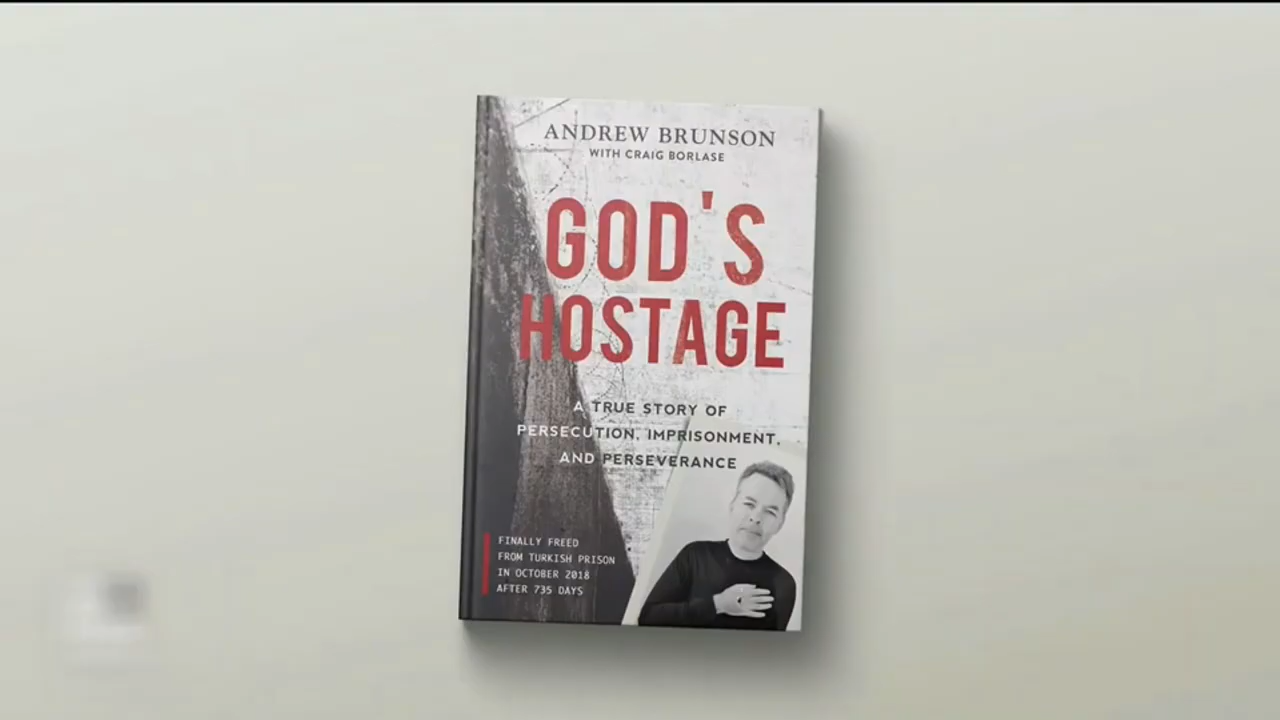 ANDREW BRUNSON
WITH CRAIG BORLASE
GOD'S
HOSTAGE
A TRUE STORY OF
PERSECUTION, IMPRISONMENT,
AND PERSEVERANCE
FINALLY FREED
FROM TURKISH PRISON
IN OCTOBER 2018
AFTER 735 DAYS